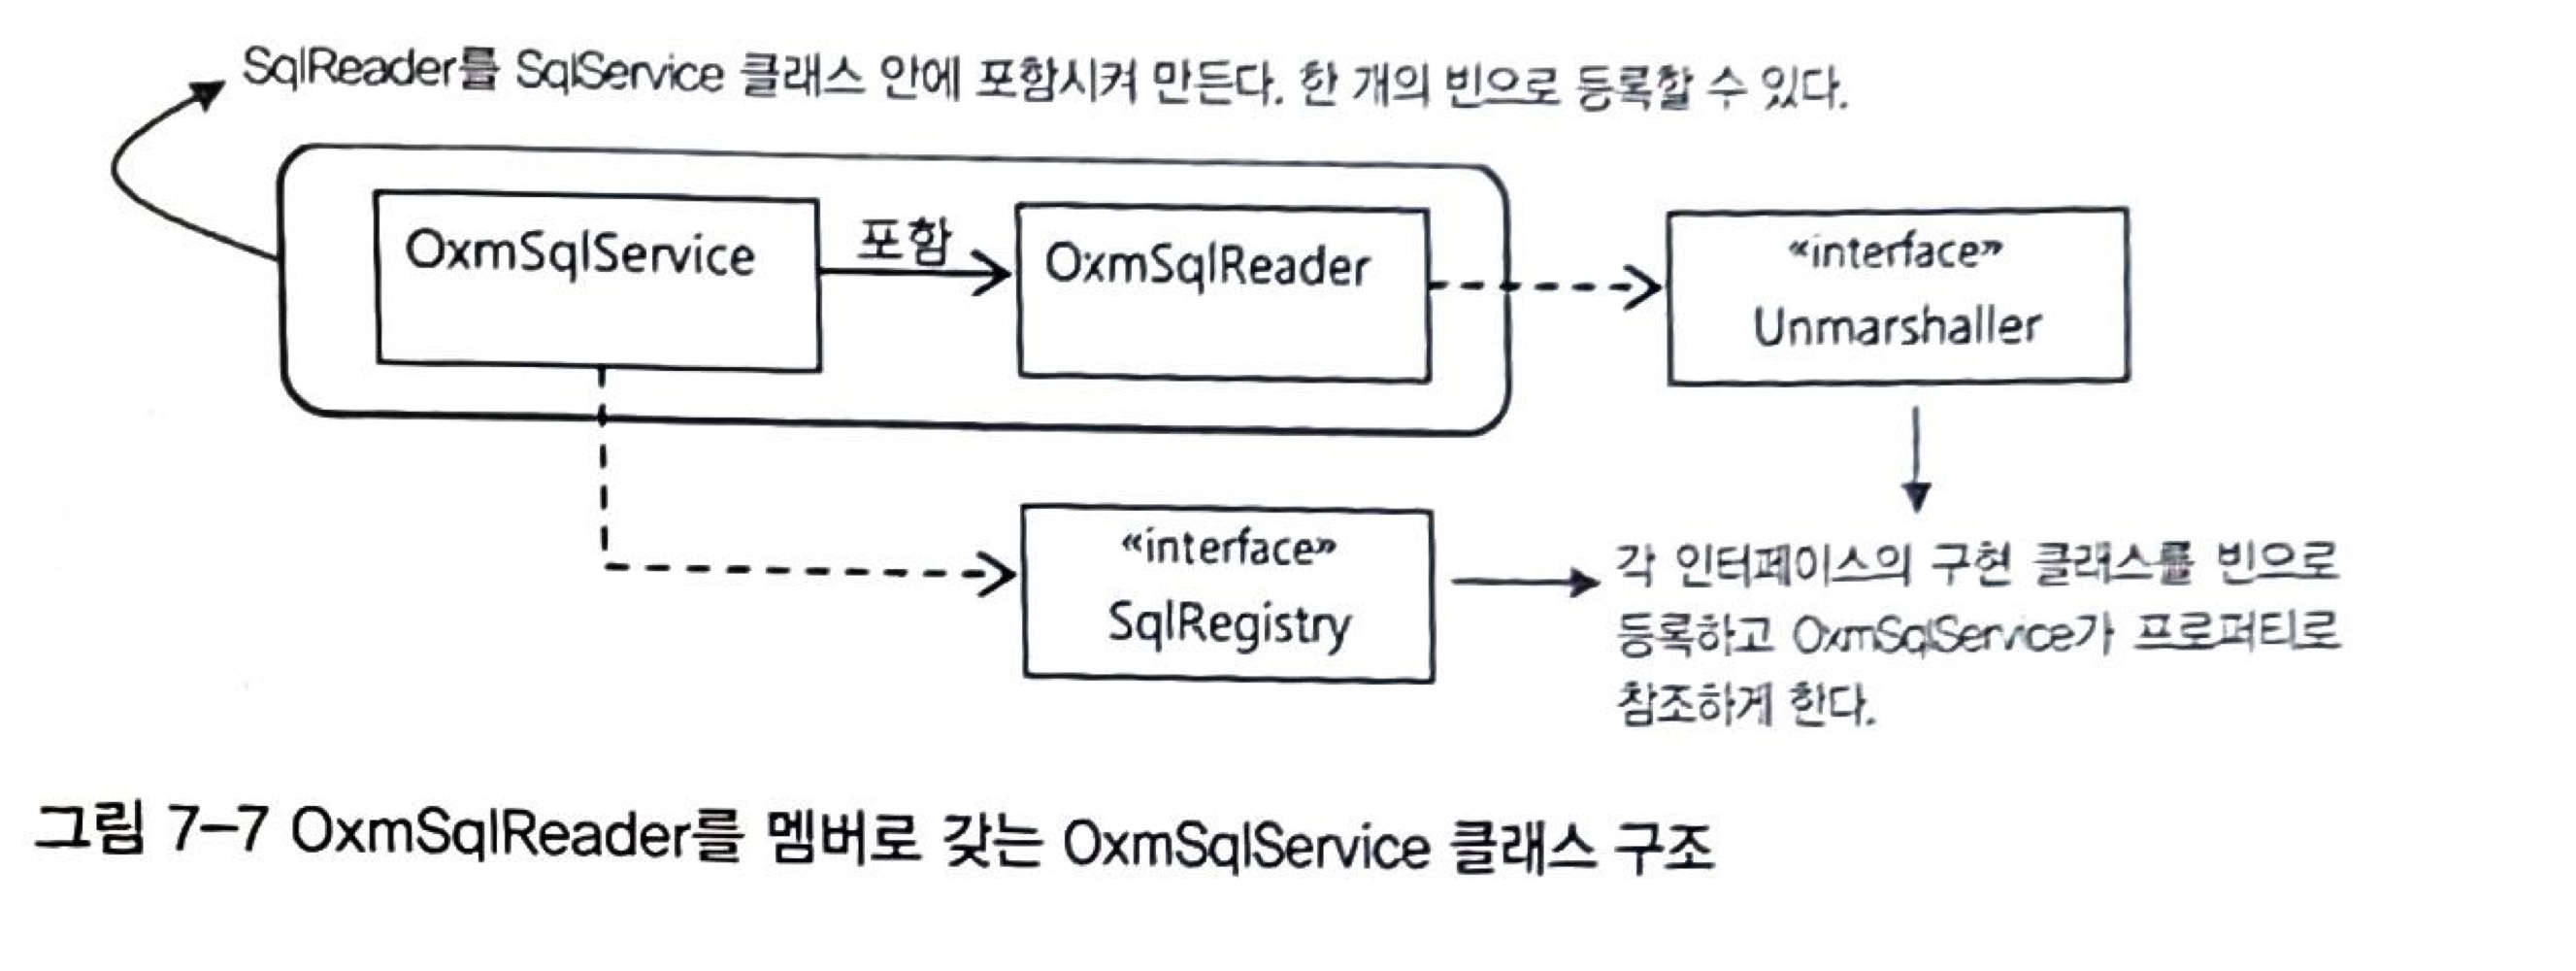 SqlReader를 SqlService 클래스 안에 포함시켜 만든다. 한 개의 빈으로 등록할 수 있다.
OxmSqlService
포함
OxmSqlReader
«interface»
Unmarshaller
«interface»
SqlRegistry
각 인터페이스의 구현 클래스를 빈으로
등록하고 OxmSqlService가 프로퍼티로
참조하게 한다.
그림 7-7 OxmSqlReader를 멤버로 갖는 OxmSqlService 클래스 구조